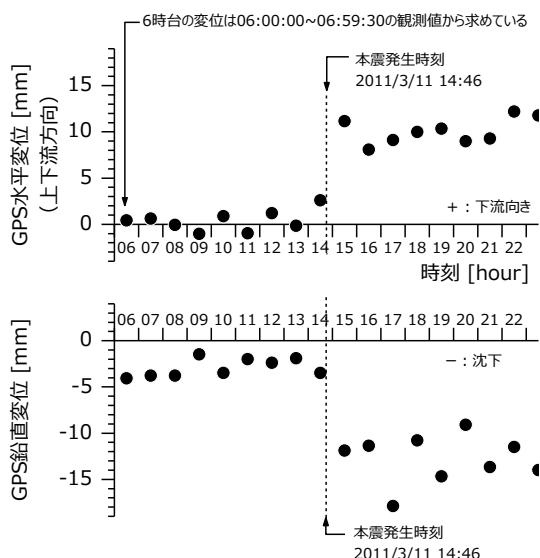 6時台の変位は06:00:00~06:59:30の観測値から求めている
本震発生時刻
2011/3/11 14:46
GPS水平変位 [mm]
(上下流方向)
15
10
5
0
+:下流向き
06 07 08 09 10 11 12 13 14 15 16 17 18 19 20 21 22
時刻 [hour]
06 07 08 09 10 11 12 13 14 15 16 17 18 19 20 21 22
GPS鉛直変位 [mm]
0
-5
-10
-15
−:沈下
本震発生時刻
2011/3/11 14:46